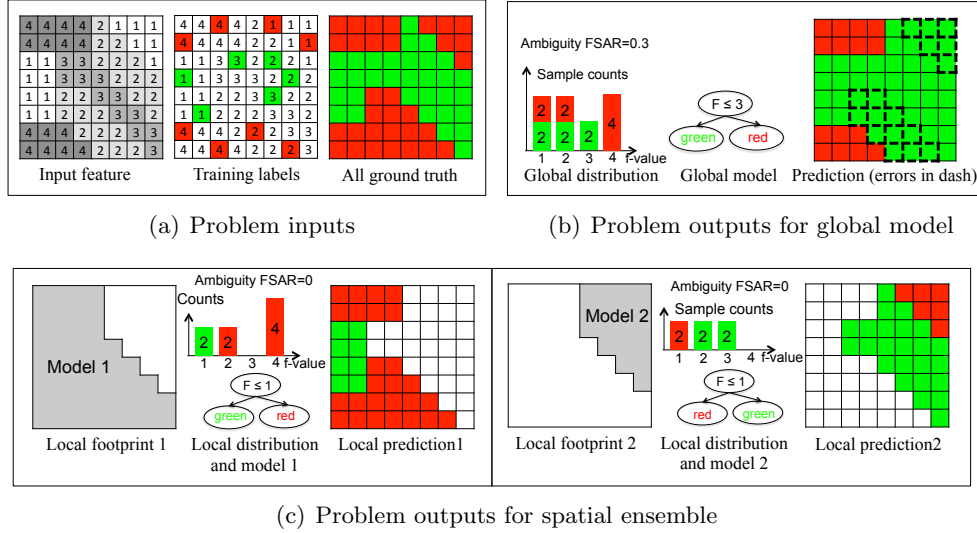 4 4 4 4 2 1 1 1
4 4 4 4 2 2 1 1
1 1 3 3 2 2 2 1
1 1 1 3 3 2 2 2
1 1 2 2 3 3 2 2
1 1 2 2 2 3 3 2
4 4 4 2 2 2 3 3
4 4 4 4 2 2 2 3
Input feature
4 4 4 4 2 1 1 1
4 4 4 4 2 2 1 1
1 1 3 3 2 2 2 1
1 1 1 3 3 2 2 2
1 1 2 2 3 3 2 2
1 1 2 2 2 3 3 2
4 4 4 2 2 2 3 3
4 4 4 4 2 2 2 3
Training labels
All ground truth
(a) Problem inputs
Ambiguity FSAR=0.3
Sample counts
2 2 4
2 2 2
1 2 3 4 f-value
Global distribution
F ≤ 3
green red
Global model
Prediction (errors in dash)
(b) Problem outputs for global model
Model 1
Local footprint 1
Ambiguity FSAR=0
Counts
2 2 4
1 2 3 4 f-value
F ≤ 1
green red
Local distribution
and model 1
Local prediction1
Model 2
Local footprint 2
Ambiguity FSAR=0
Sample counts
2 2 2
1 2 3 4 f-value
F ≤ 1
red green
Local distribution
and model 2
Local prediction2
(c) Problem outputs for spatial ensemble